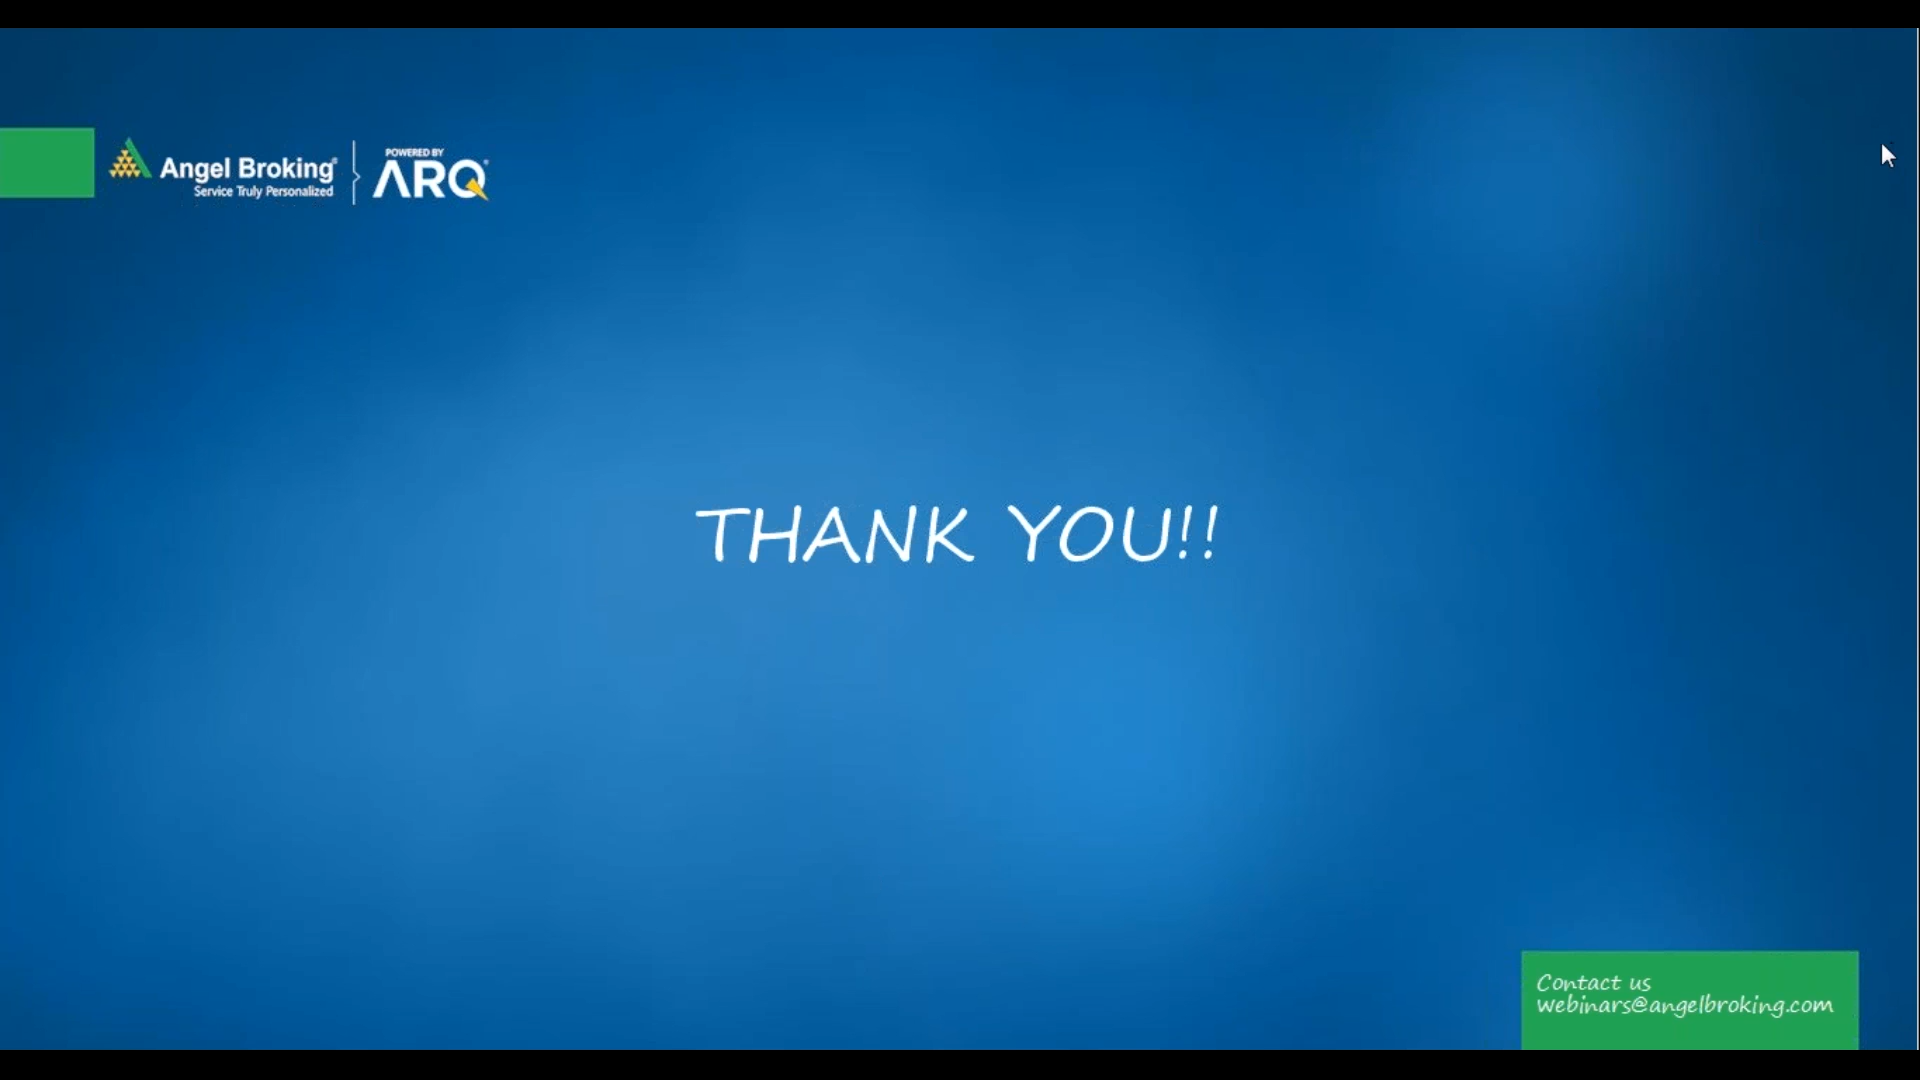 Angel Broking®
Service Truly Personalized
POWERED BY
ARQ®
THANK YOU!!
Contact us
webinars@angelbroking.com